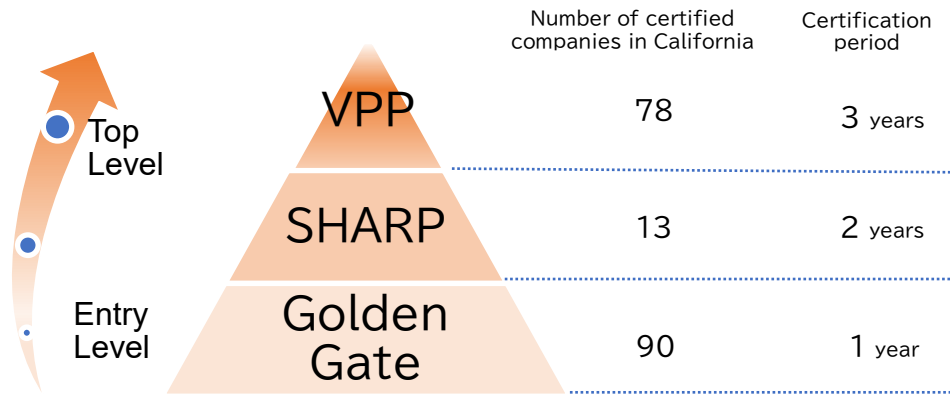 Number of certified
companies in California
Certification
period
Top
Level
VPP
78
3 years
SHARP
13
2 years
Entry
Level
Golden
Gate
90
1 year